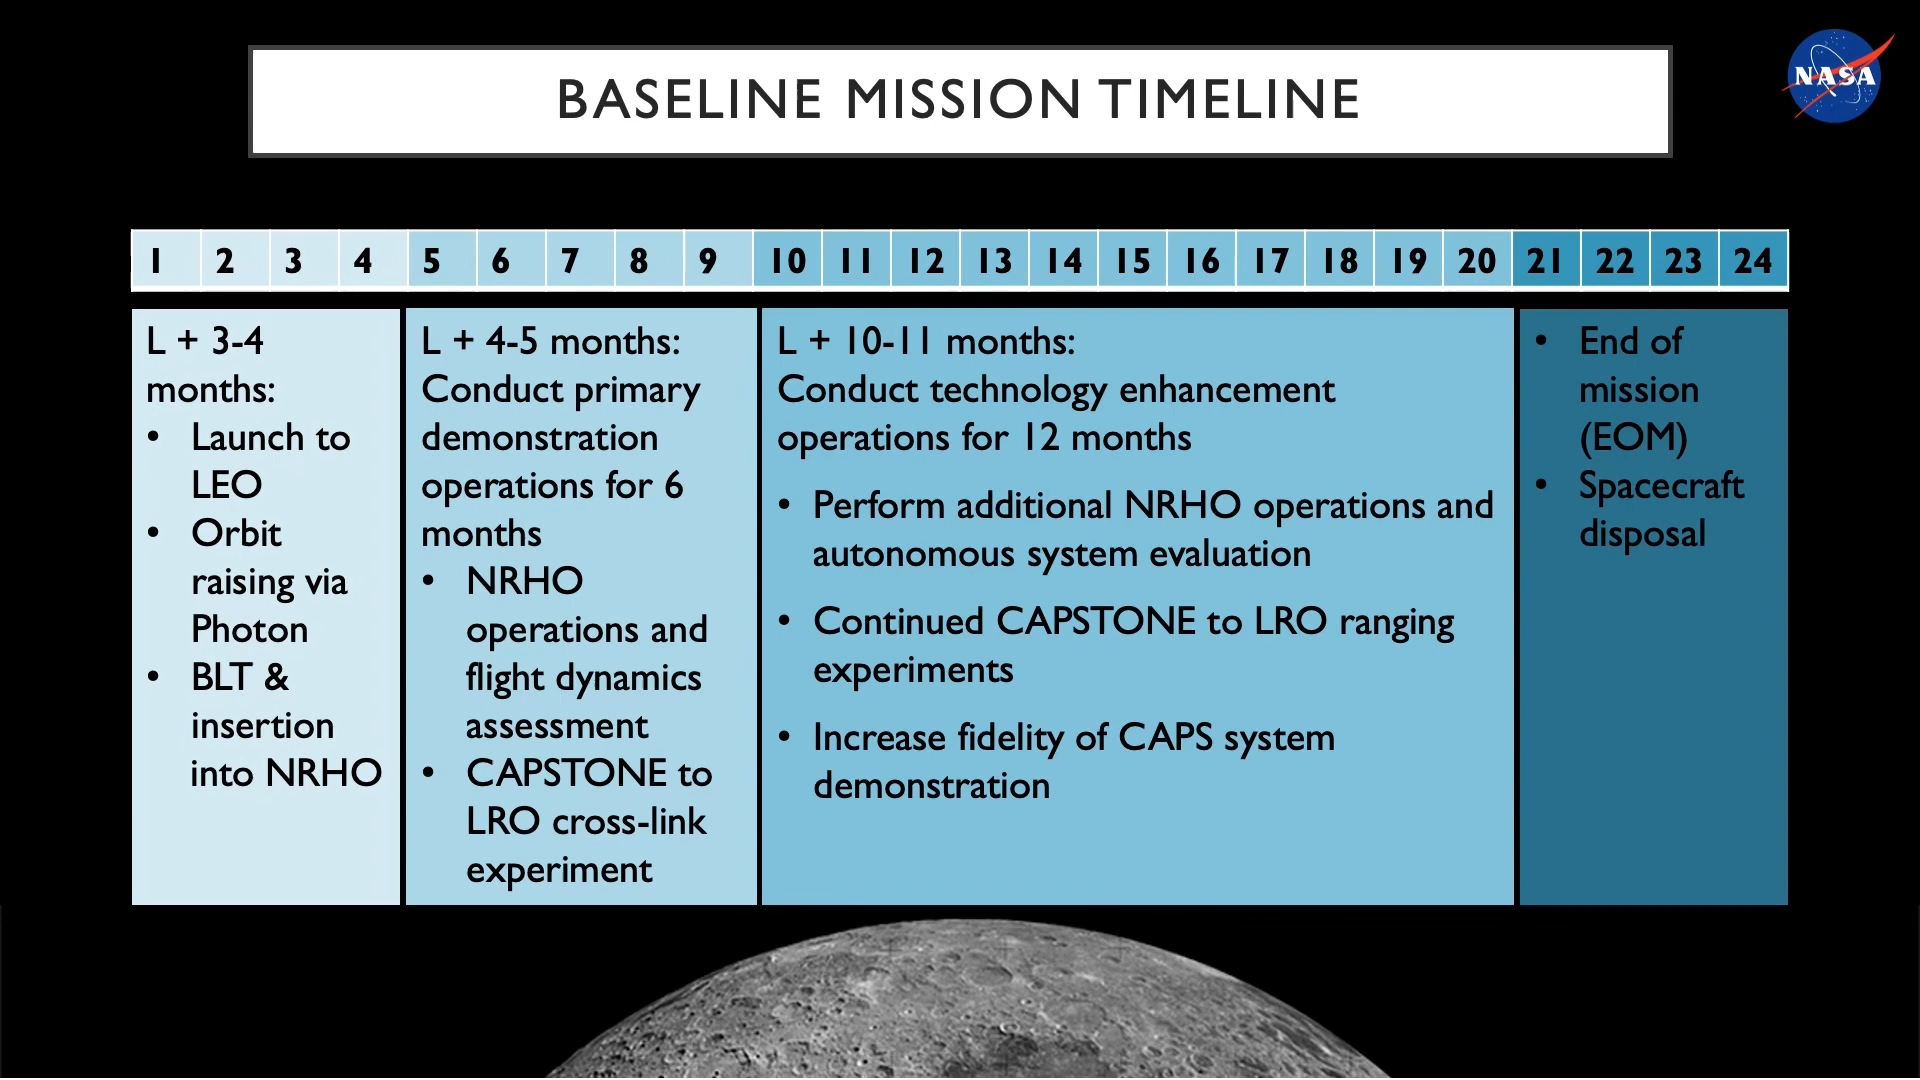 BASELINE MISSION TIMELINE
NASA
1 2 3 4 5 6 7 8 9 10 11 12 13 14 15 16 17 18 19 20 21 22 23 24
L + 3-4
months:
• Launch to
LEO
• Orbit
raising via
Photon
• BLT &
insertion
into NRHO
L + 4-5 months:
Conduct primary
demonstration
operations for 6
months
• NRHO
operations and
flight dynamics
assessment
• CAPSTONE to
LRO cross-link
experiment
L + 10-11 months:
Conduct technology enhancement
operations for 12 months
• Perform additional NRHO operations and
autonomous system evaluation
• Continued CAPSTONE to LRO ranging
experiments
• Increase fidelity of CAPS system
demonstration
• End of
mission
(EOM)
• Spacecraft
disposal